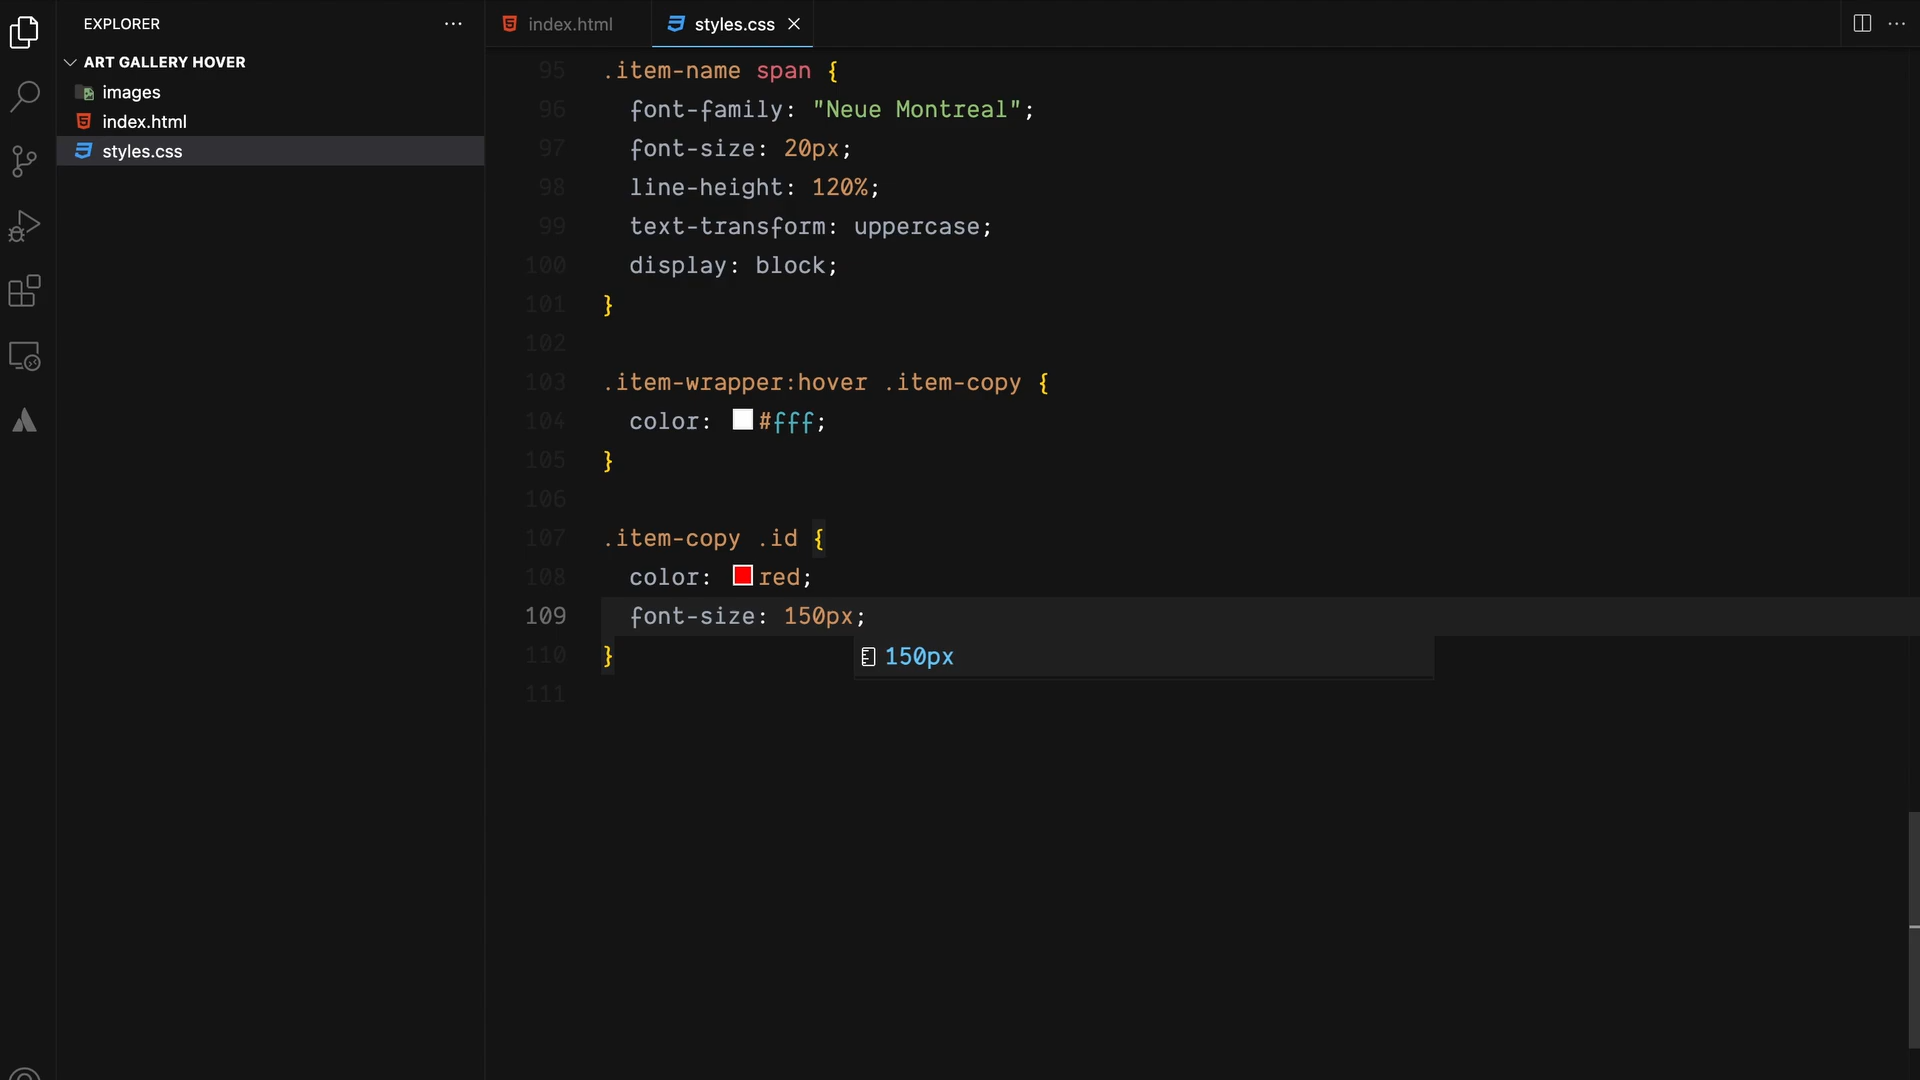 EXPLORER
ART GALLERY HOVER
images
index.html
styles.css
index.html
styles.css
95 .item-name span {
96 font-family: "Neue Montreal";
97 font-size: 20px;
98 line-height: 120%;
99 text-transform: uppercase;
100 display: block;
101 }
102
103 .item-wrapper:hover .item-copy {
104 color: #fff;
105 }
106
107 .item-copy .id {
108 color: red;
109 font-size: 150px;
110 }
150px
111